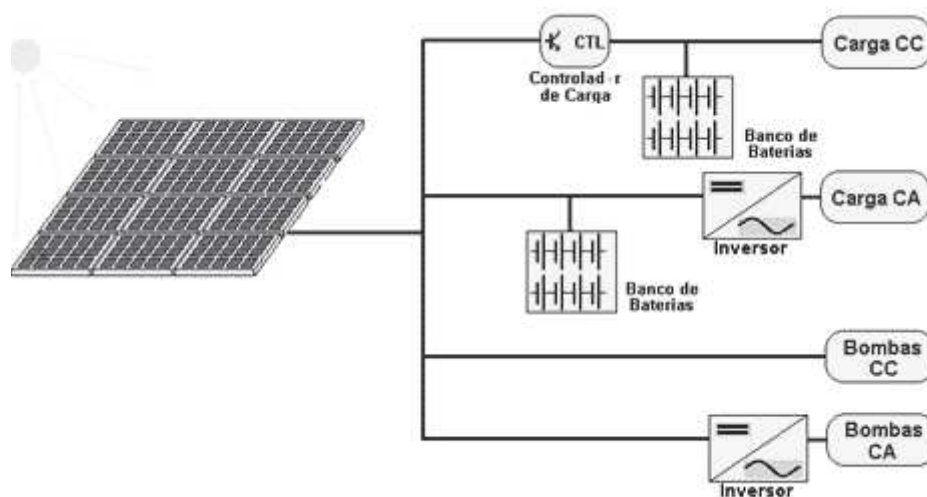 CTL
Carga CC
Controlad r
de Carga
Banco de
Baterias
Carga CA
Inversor
Banco de
Baterias
Bombas
CC
Bombas
CA
Inversor